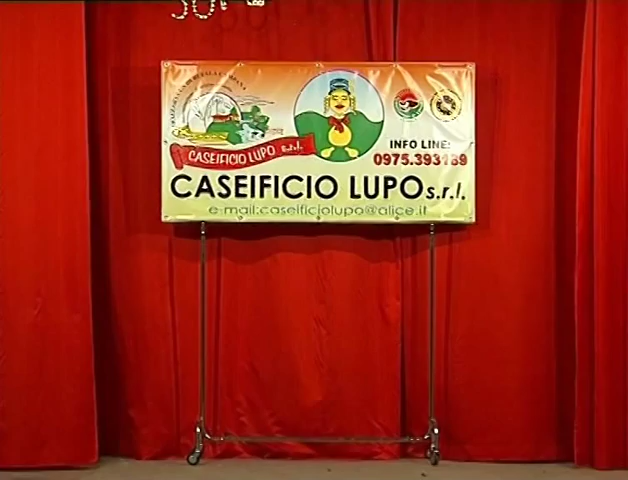 CASEIFICIO LUPO s.r.l.
INFO LINE:
0975.393189
CASEIFICIO LUPO s.r.l.
e-mail:caseificiolupo@alice.it